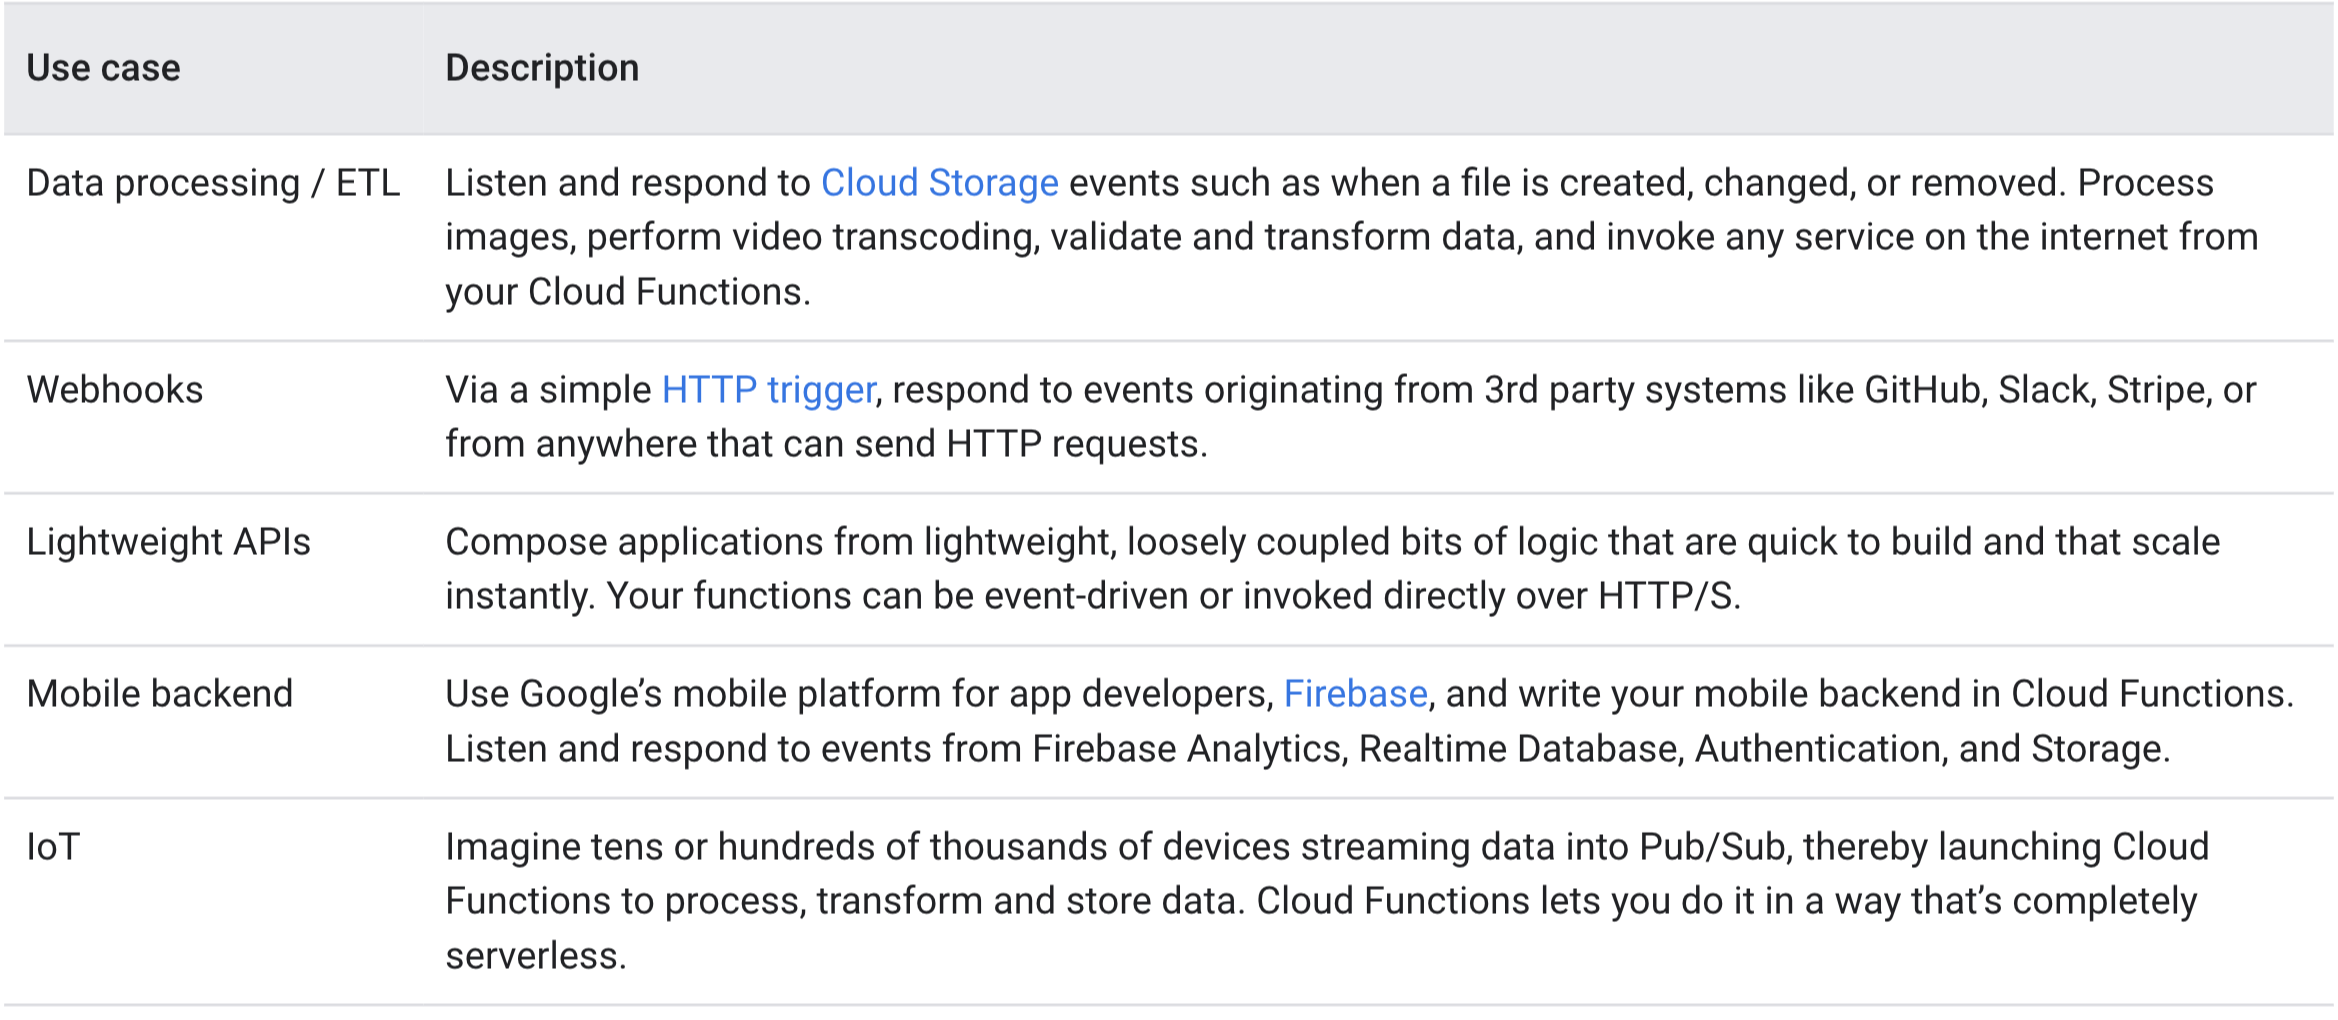 Use case Description
Data processing / ETL Listen and respond to Cloud Storage events such as when a file is created, changed, or removed. Process
images, perform video transcoding, validate and transform data, and invoke any service on the internet from
your Cloud Functions.
Webhooks Via a simple HTTP trigger, respond to events originating from 3rd party systems like GitHub, Slack, Stripe, or
from anywhere that can send HTTP requests.
Lightweight APIs Compose applications from lightweight, loosely coupled bits of logic that are quick to build and that scale
instantly. Your functions can be event-driven or invoked directly over HTTP/S.
Mobile backend Use Google’s mobile platform for app developers, Firebase, and write your mobile backend in Cloud Functions.
Listen and respond to events from Firebase Analytics, Realtime Database, Authentication, and Storage.
IoT Imagine tens or hundreds of thousands of devices streaming data into Pub/Sub, thereby launching Cloud
Functions to process, transform and store data. Cloud Functions lets you do it in a way that’s completely
serverless.